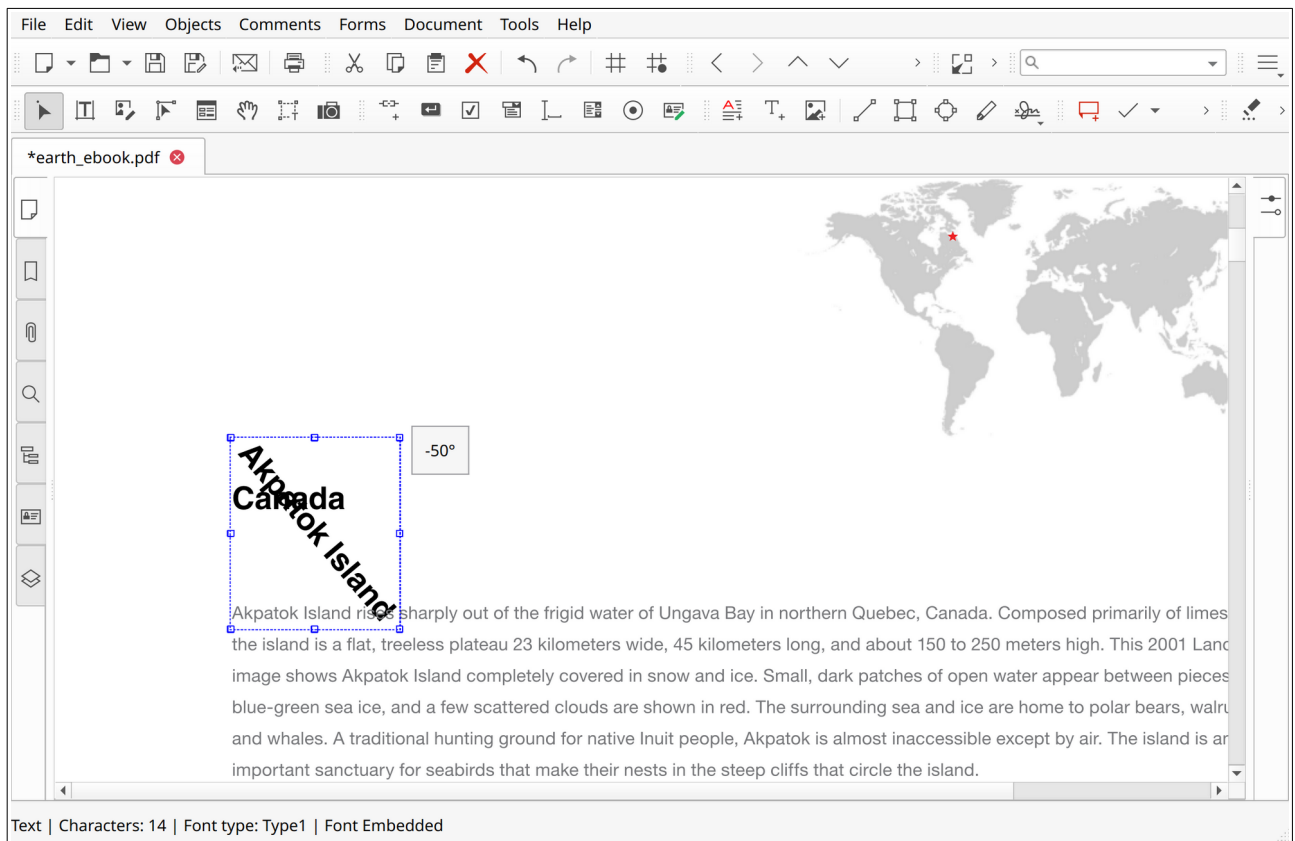 File Edit View Objects Comments Forms Document Tools Help
*earth_ebook.pdf
-50°
Akpatok Island
Canada
Akpatok Island rises sharply out of the frigid water of Ungava Bay in northern Quebec, Canada. Composed primarily of limes
the island is a flat, treeless plateau 23 kilometers wide, 45 kilometers long, and about 150 to 250 meters high. This 2001 Land
image shows Akpatok Island completely covered in snow and ice. Small, dark patches of open water appear between pieces
blue-green sea ice, and a few scattered clouds are shown in red. The surrounding sea and ice are home to polar bears, walru
and whales. A traditional hunting ground for native Inuit people, Akpatok is almost inaccessible except by air. The island is an
important sanctuary for seabirds that make their nests in the steep cliffs that circle the island.
Text | Characters: 14 | Font type: Type1 | Font Embedded